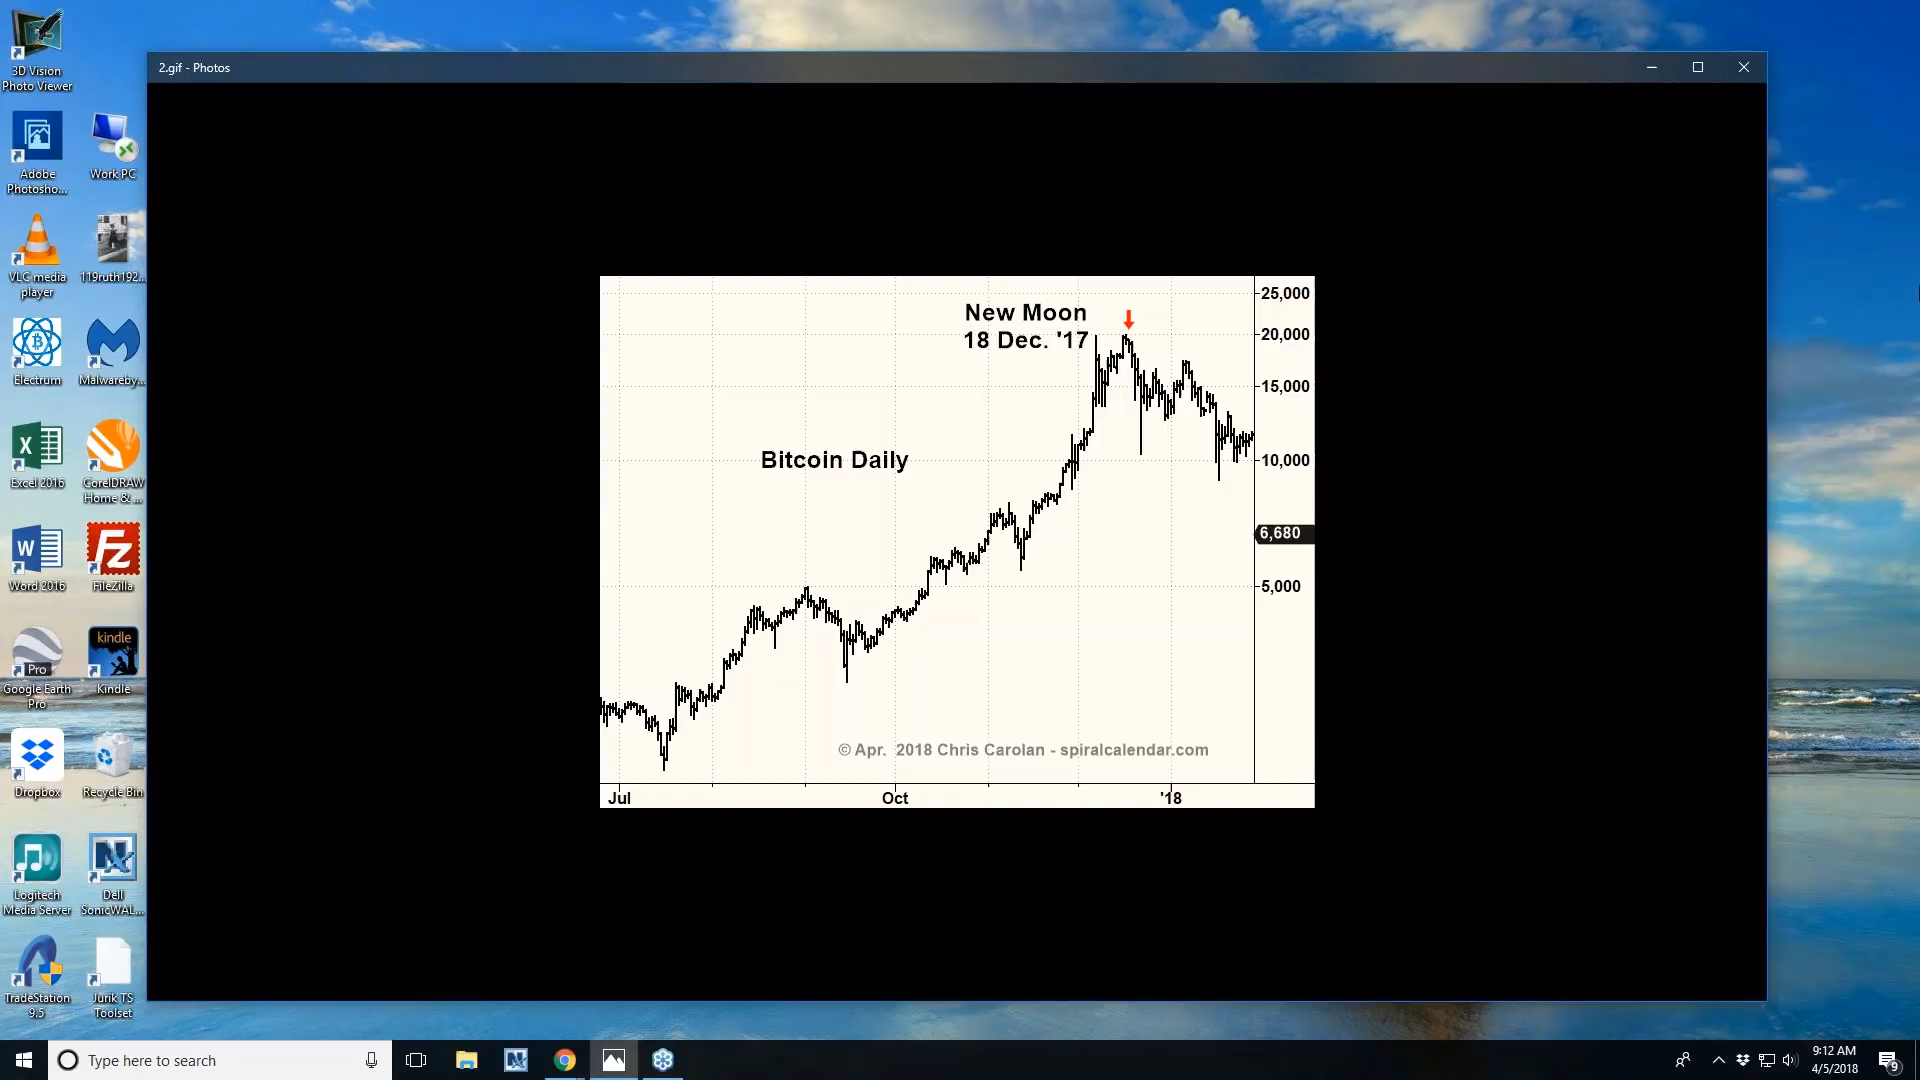 3D Vision
Photo Viewer
Adobe
Photosho...
Work PC
VLC media
player
119ruth192...
Electrum
Malwareby...
Excel 2016
CorelDRAW
Home & ...
Word 2016
FileZilla
Pro
Google Earth
Pro
kindle
Kindle
Dropbox
Recycle Bin
Logitech
Media Server
Dell
SonicWAL...
TradeStation
9.5
Jurik TS
Toolset
2.gif - Photos
New Moon
18 Dec. '17
Bitcoin Daily
25,000
20,000
15,000
10,000
6,680
5,000
© Apr. 2018 Chris Carolan - spiralcalendar.com
Jul
Oct
'18
Type here to search
9:12 AM
4/5/2018
9